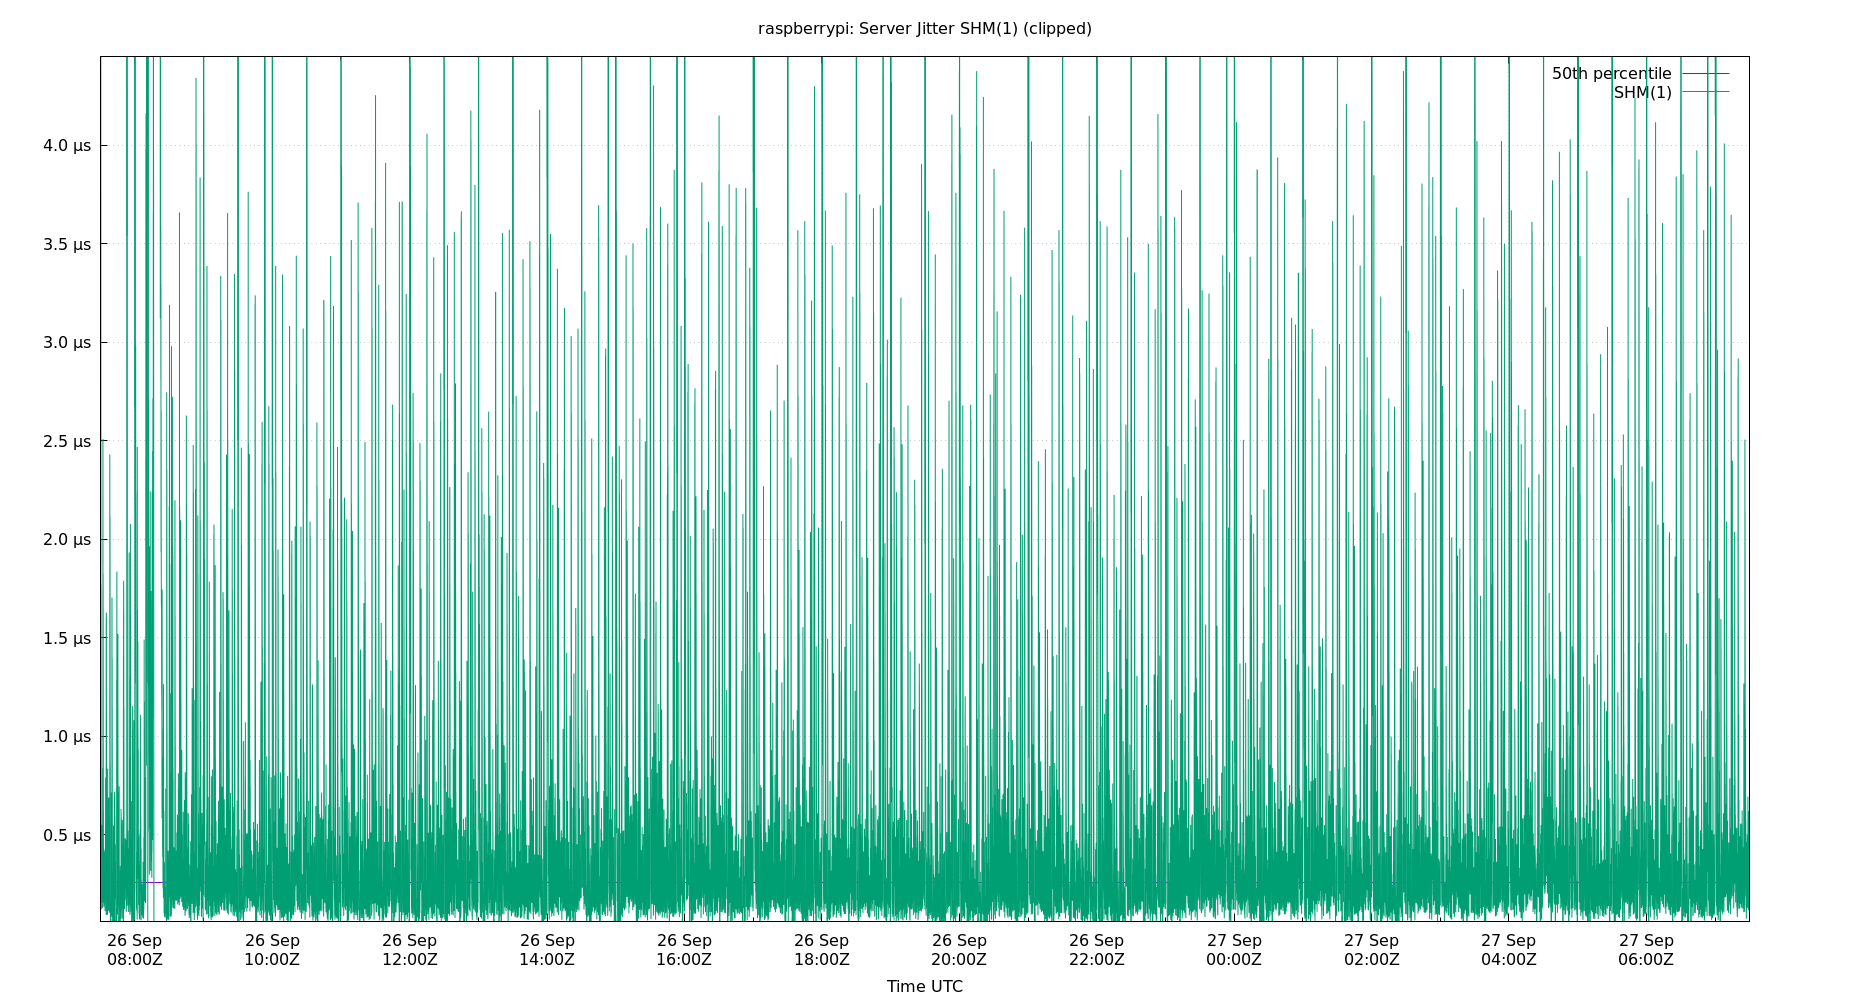 raspberrypi: Server Jitter SHM(1) (clipped)
50th percentile
SHM(1)
4.0 µs
3.5 µs
3.0 µs
2.5 µs
2.0 µs
1.5 µs
1.0 µs
0.5 µs
26 Sep 26 Sep 26 Sep 26 Sep 26 Sep 26 Sep 26 Sep 26 Sep 27 Sep 27 Sep 27 Sep 27 Sep
08:00Z 10:00Z 12:00Z 14:00Z 16:00Z 18:00Z 20:00Z 22:00Z 00:00Z 02:00Z 04:00Z 06:00Z
Time UTC